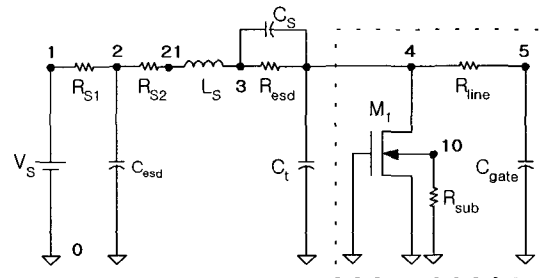 C_S
1 2 21 4 5
R_S1 R_S2 L_S 3 R_esd R_line
M_1
10
V_S C_esd C_t C_gate
R_sub
0